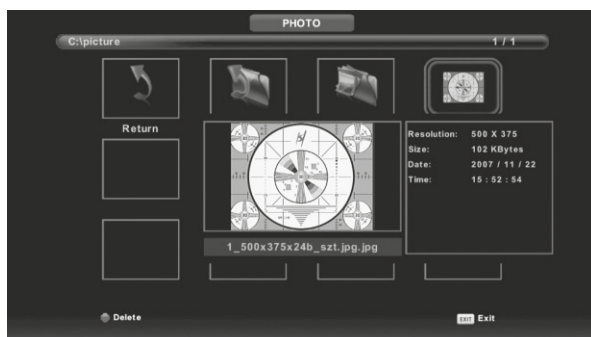 PHOTO
C:\picture 1 / 1
Return
Resolution: 500 X 375
Size: 102 KBytes
Date: 2007 / 11 / 22
Time: 15 : 52 : 54
1_500x375x24b_szt.jpg.jpg
Delete
EXIT Exit